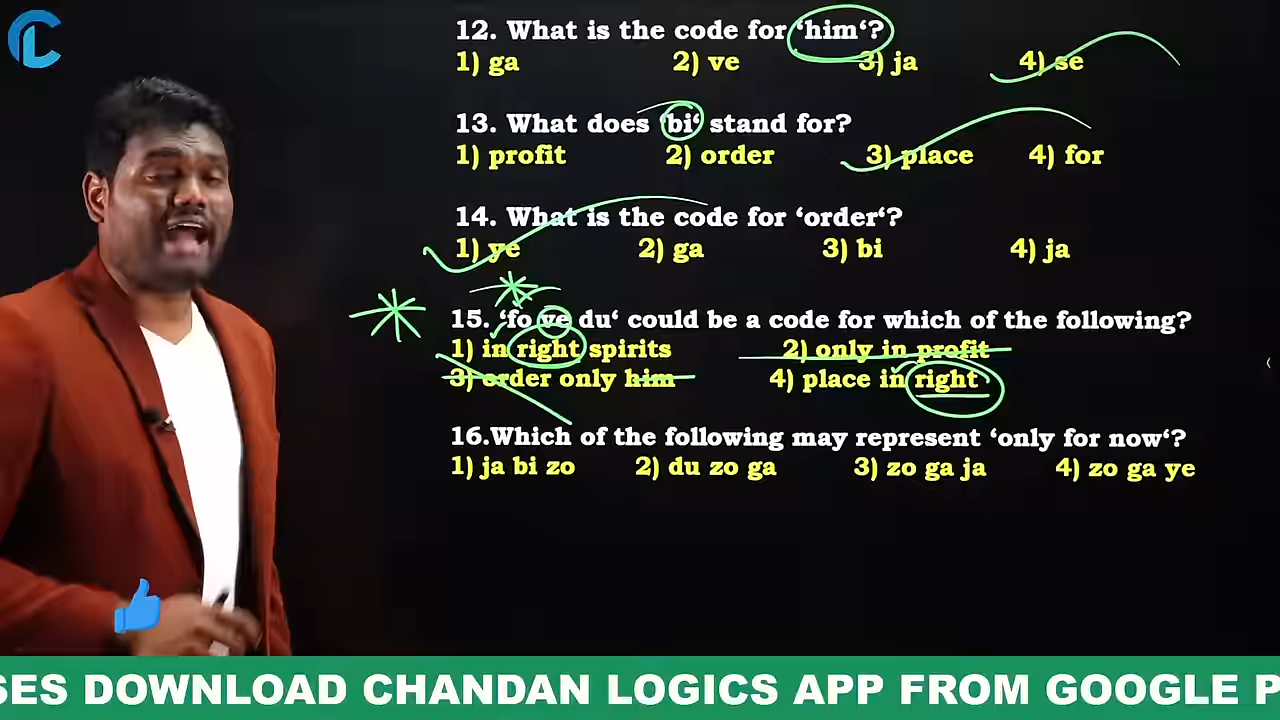 12. What is the code for ‘him‘?
1) ga 2) ve 3) ja 4) se
13. What does ‘bi‘ stand for?
1) profit 2) order 3) place 4) for
14. What is the code for ‘order‘?
1) ye 2) ga 3) bi 4) ja
15. ‘fo ve du‘ could be a code for which of the following?
1) in right spirits 2) only in profit
3) order only him 4) place in right
16.Which of the following may represent ‘only for now‘?
1) ja bi zo 2) du zo ga 3) zo ga ja 4) zo ga ye
SES DOWNLOAD CHANDAN LOGICS APP FROM GOOGLE P